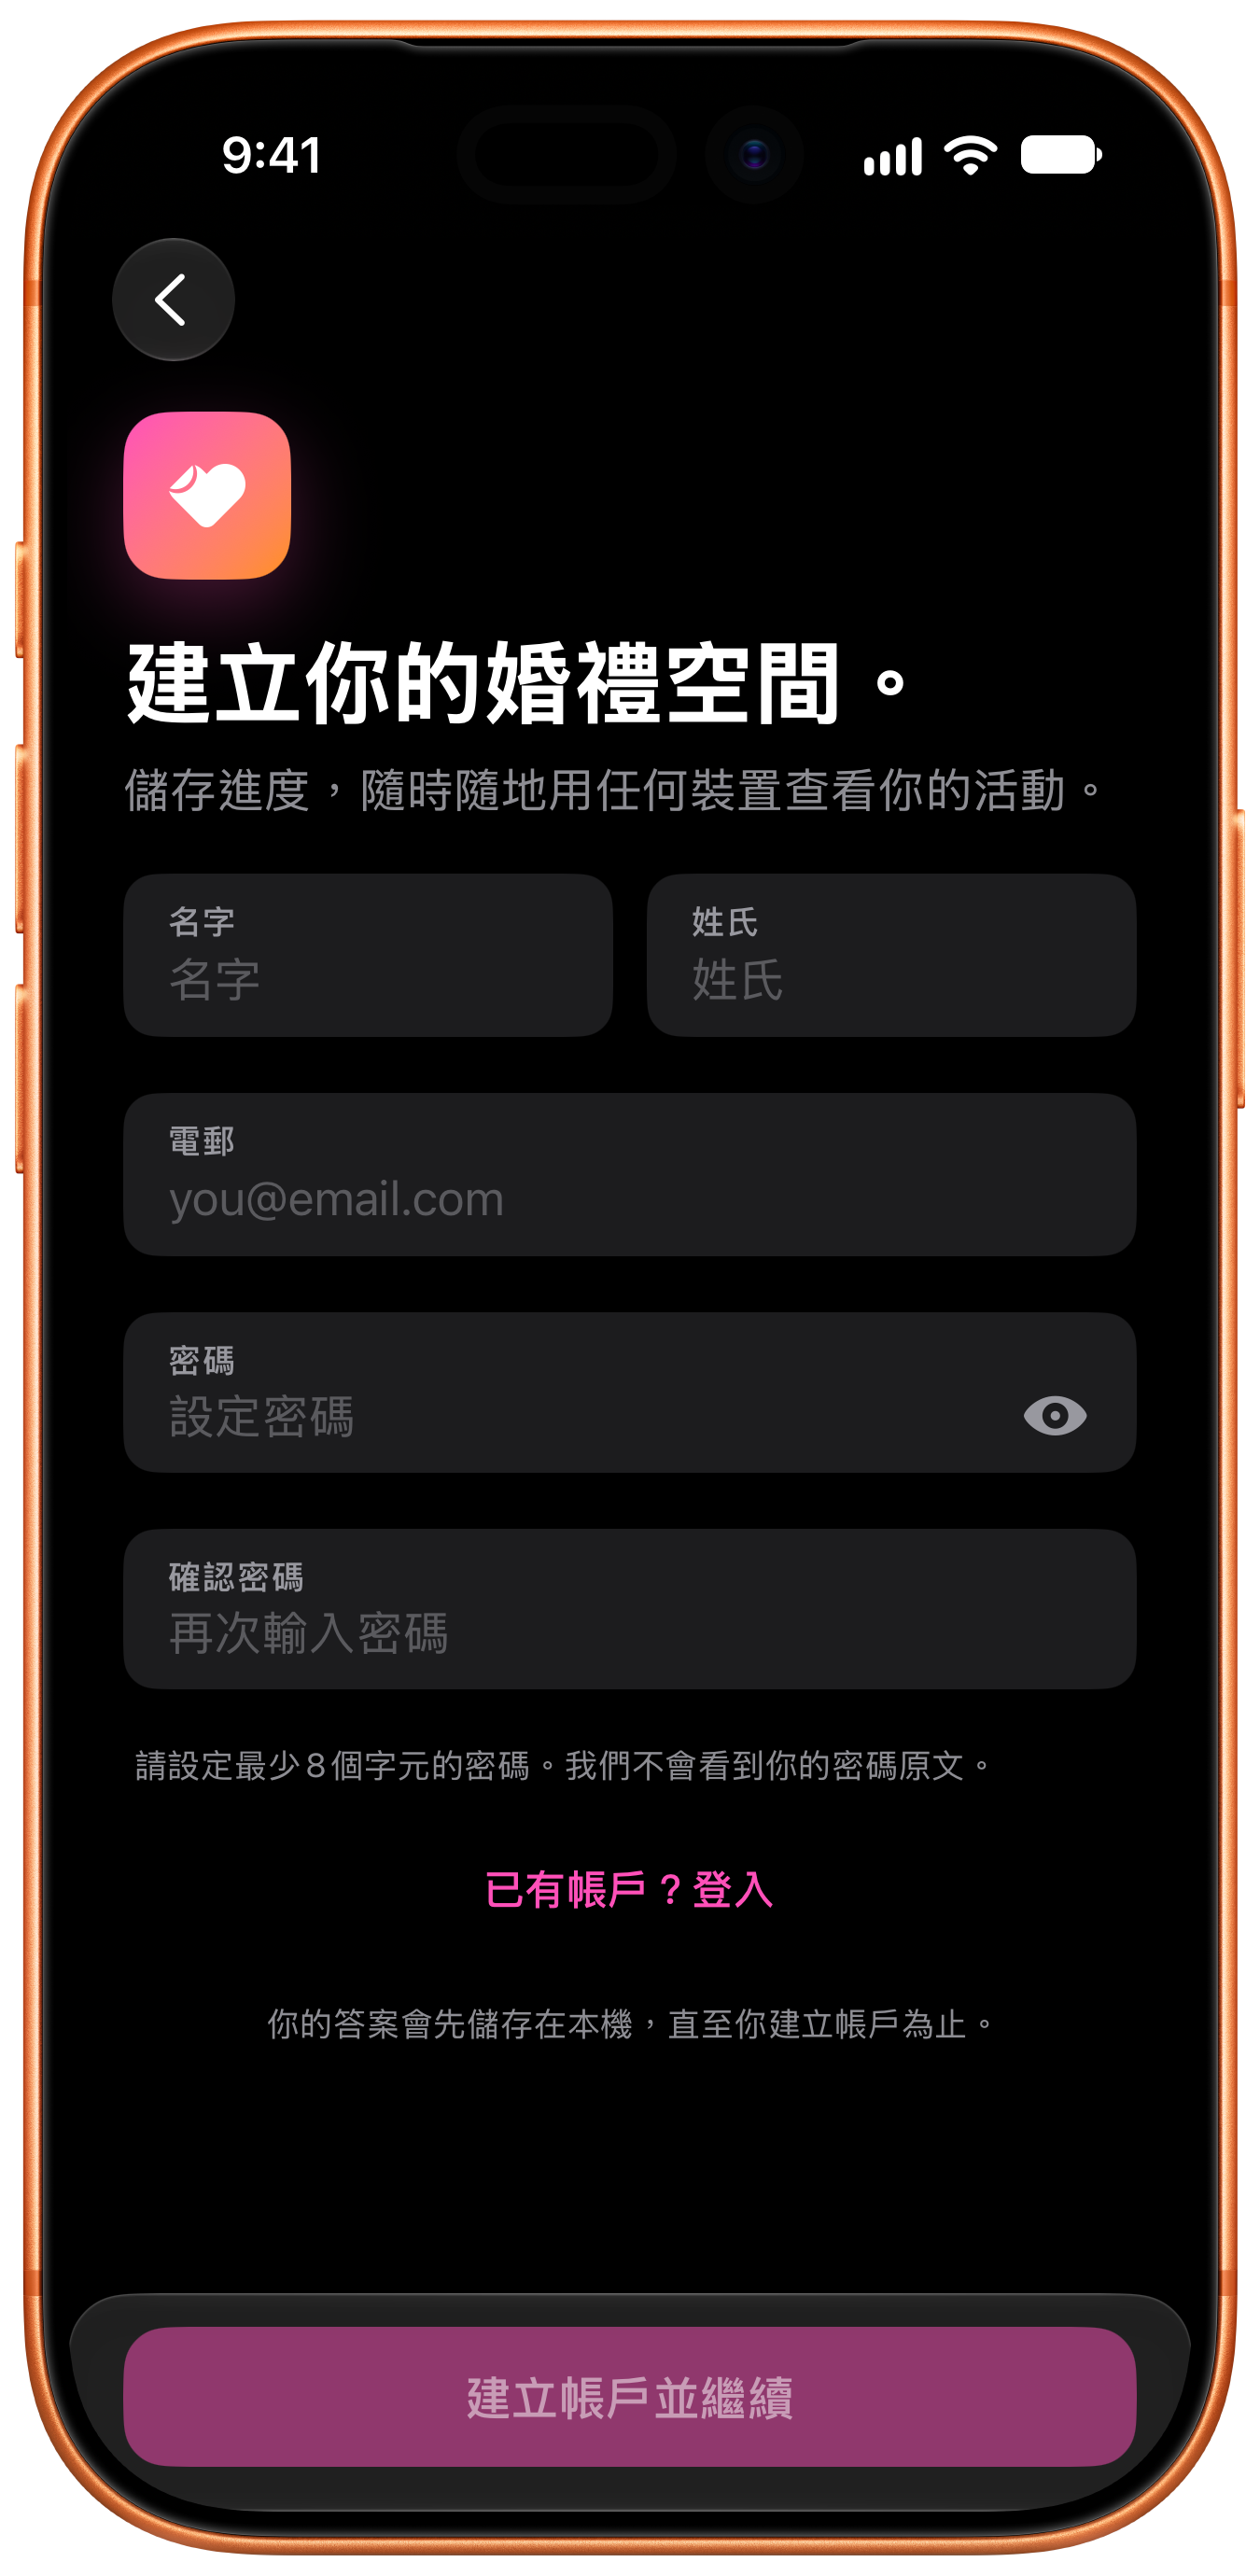 9:41
建立你的婚禮空間。
儲存進度，隨時隨地用任何裝置查看你的活動。
名字
名字
姓氏
姓氏
電郵
you@email.com
密碼
設定密碼
確認密碼
再次輸入密碼
請設定最少 8 個字元的密碼。我們不會看到你的密碼原文。
已有帳戶？登入
你的答案會先儲存在本機，直至你建立帳戶為止。
建立帳戶並繼續